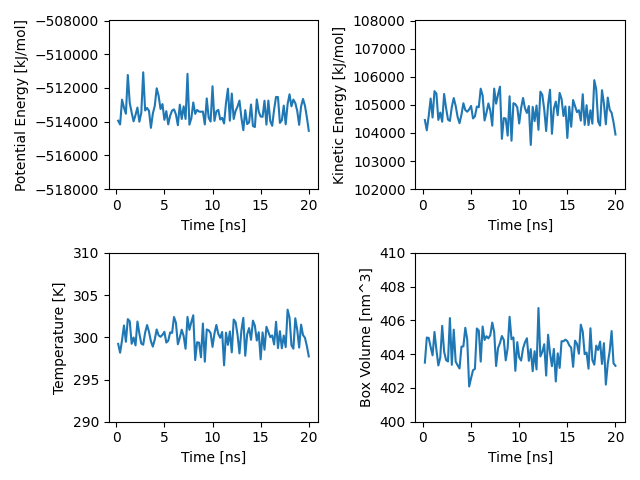 Potential Energy [kJ/mol]
−508000
−510000
−512000
−514000
−516000
−518000
0 5 10 15 20
Time [ns]
Kinetic Energy [kJ/mol]
108000
107000
106000
105000
104000
103000
102000
0 5 10 15 20
Time [ns]
Temperature [K]
310
305
300
295
290
0 5 10 15 20
Time [ns]
Box Volume [nm^3]
410
408
406
404
402
400
0 5 10 15 20
Time [ns]